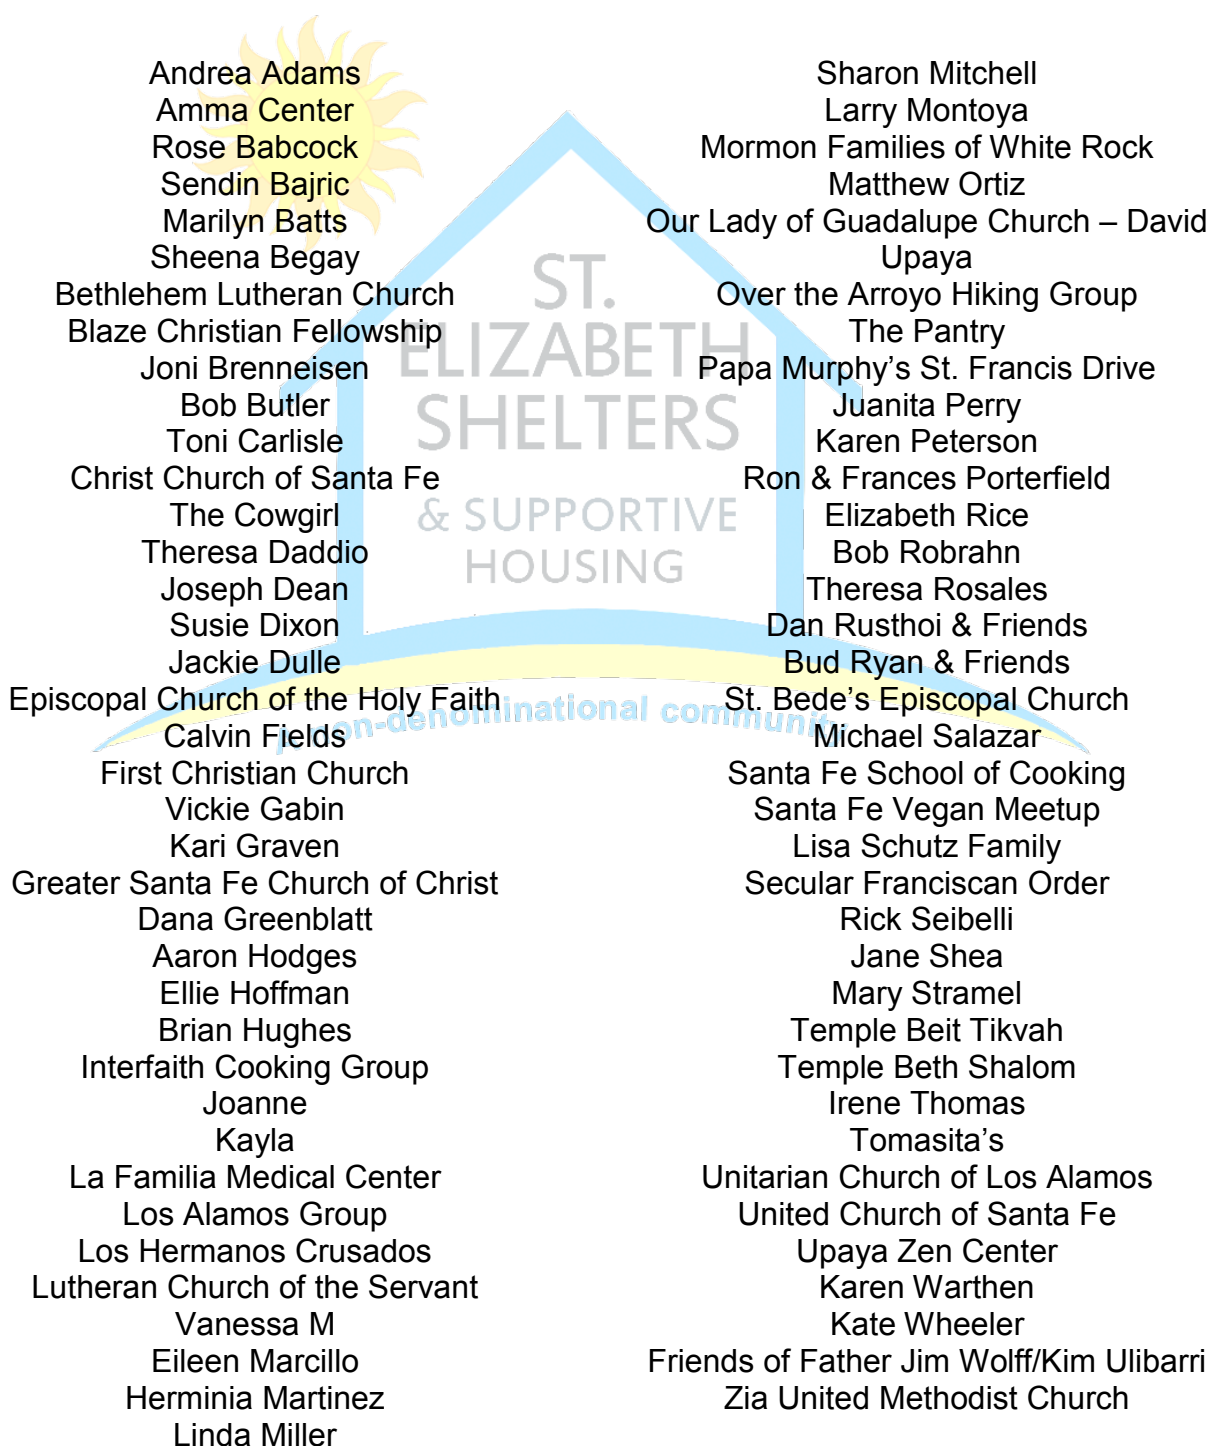 Andrea Adams
Amma Center
Rose Babcock
Sendin Bajric
Marilyn Batts
Sheena Begay
Bethlehem Lutheran Church
Blaze Christian Fellowship
Joni Brenneisen
Bob Butler
Toni Carlisle
Christ Church of Santa Fe
The Cowgirl
Theresa Daddio
Joseph Dean
Susie Dixon
Jackie Dulle
Episcopal Church of the Holy Faith
Calvin Fields
First Christian Church
Vickie Gabin
Kari Graven
Greater Santa Fe Church of Christ
Dana Greenblatt
Aaron Hodges
Ellie Hoffman
Brian Hughes
Interfaith Cooking Group
Joanne
Kayla
La Familia Medical Center
Los Alamos Group
Los Hermanos Crusados
Lutheran Church of the Servant
Vanessa M
Eileen Marcillo
Herminia Martinez
Linda Miller
Sharon Mitchell
Larry Montoya
Mormon Families of White Rock
Matthew Ortiz
Our Lady of Guadalupe Church – David
Upaya
Over the Arroyo Hiking Group
The Pantry
Papa Murphy's St. Francis Drive
Juanita Perry
Karen Peterson
Ron & Frances Porterfield
Elizabeth Rice
Bob Robrahn
Theresa Rosales
Dan Rusthoi & Friends
Bud Ryan & Friends
St. Bede's Episcopal Church
Michael Salazar
Santa Fe School of Cooking
Santa Fe Vegan Meetup
Lisa Schutz Family
Secular Franciscan Order
Rick Seibelli
Jane Shea
Mary Stramel
Temple Beit Tikvah
Temple Beth Shalom
Irene Thomas
Tomasita's
Unitarian Church of Los Alamos
United Church of Santa Fe
Upaya Zen Center
Karen Warthen
Kate Wheeler
Friends of Father Jim Wolff/Kim Ulibarri
Zia United Methodist Church
ST.
ELIZABETH
SHELTERS
& SUPPORTIVE
HOUSING
non-denominational community